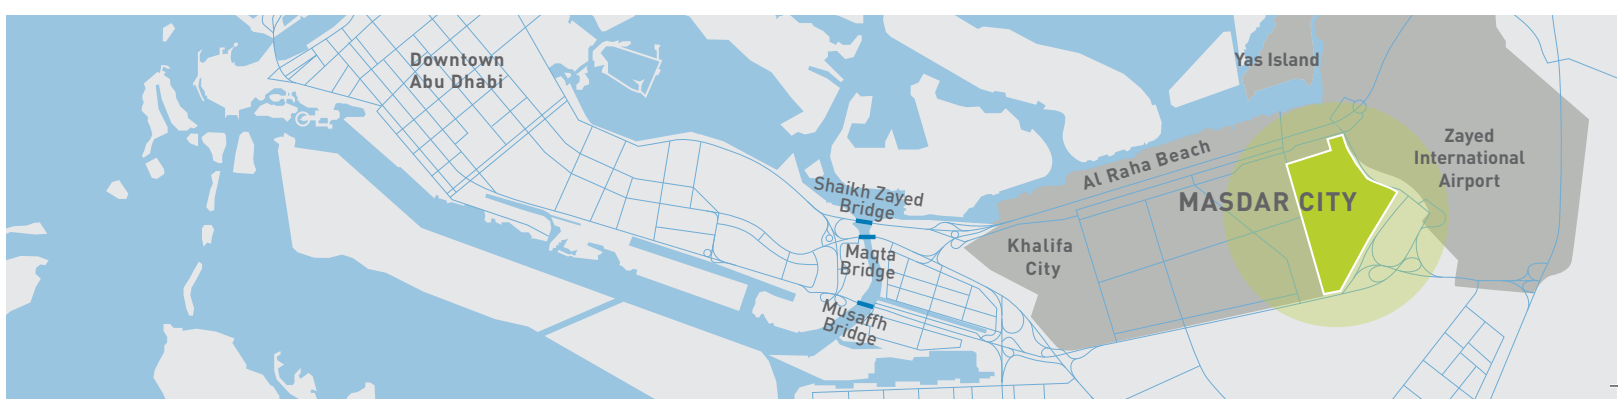 Downtown
Abu Dhabi
Yas Island
Zayed
International
Airport
Al Raha Beach
MASDAR CITY
Shaikh Zayed
Bridge
Khalifa
City
Maqta
Bridge
Musaffh
Bridge